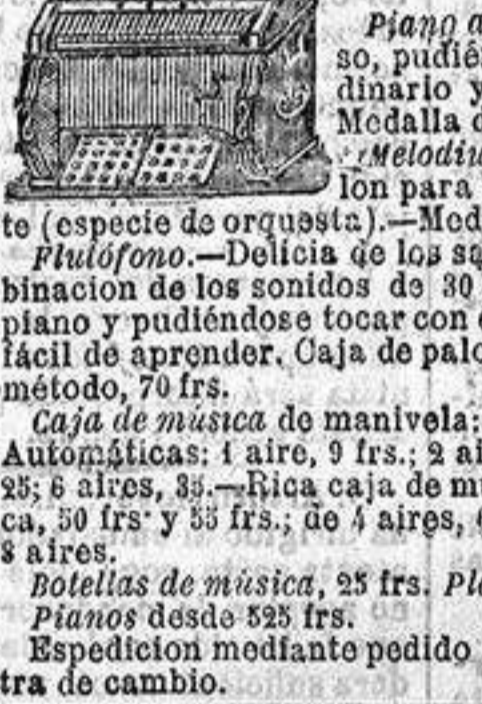 Piano a
so, pudié
dinario y
Medalla d
Melodiu
lon para
te (especie de orquesta).—Med
Flutófono.—Delicia de los sa
binacion de los sonidos de 30
piano y pudiéndose tocar con
fácil de aprender. Caja de palo
método, 70 frs.
Caja de música de manivela:
Automáticas: 1 aire, 9 frs.; 2 ai
25; 6 aires, 35.—Rica caja de mú
ca, 50 frs. y 55 frs.; de 4 aires,
8 aires.
Botellas de música, 25 frs. Pl
Pianos desde 525 frs.
Espedicion mediante pedido
tra de cambio.